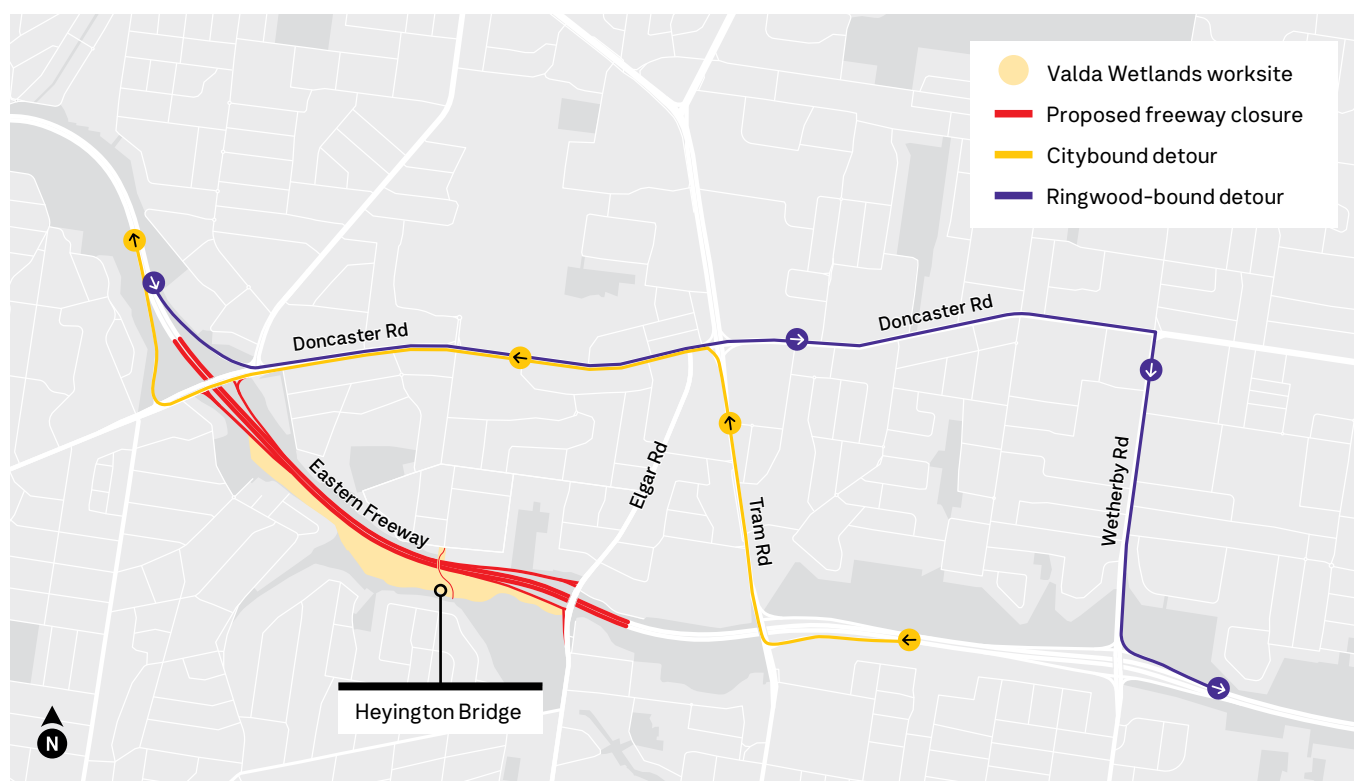 Valda Wetlands worksite
Proposed freeway closure
Citybound detour
Ringwood-bound detour
Doncaster Rd
Doncaster Rd
Eastern Freeway
Elgar Rd
Tram Rd
Wetherby Rd
Heyington Bridge
N